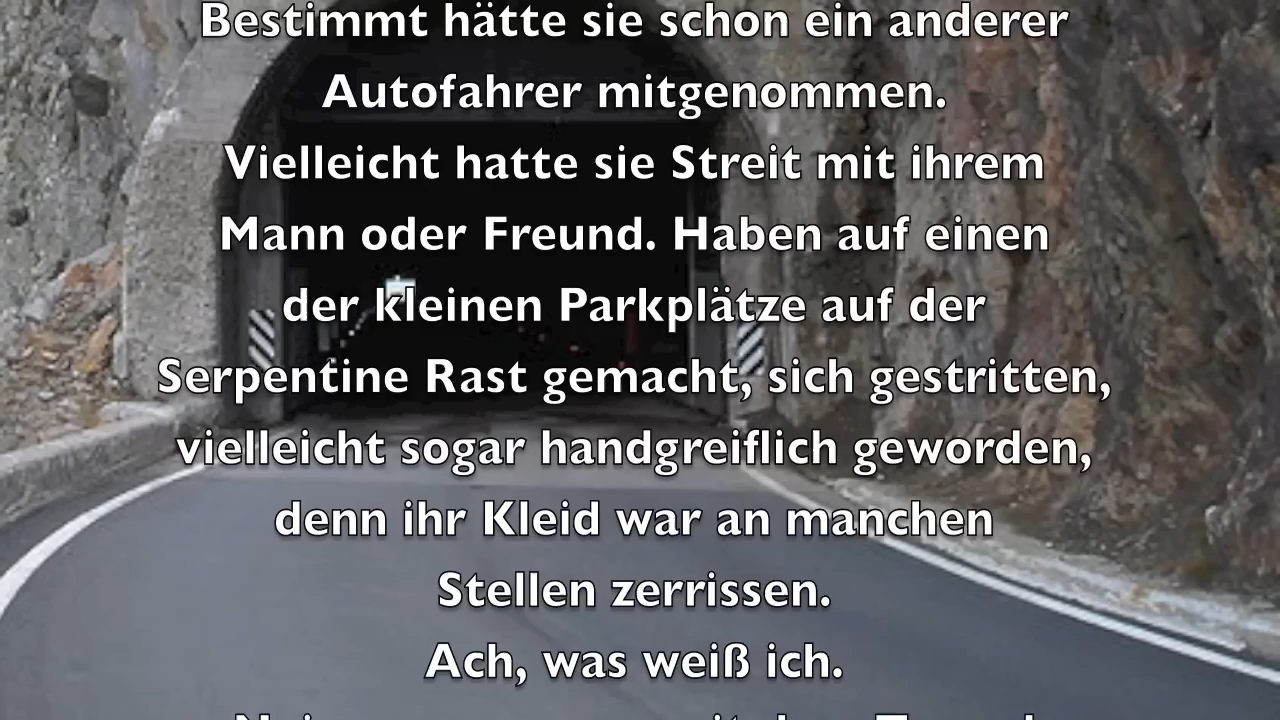 Bestimmt hätte sie schon ein anderer
Autofahrer mitgenommen.
Vielleicht hatte sie Streit mit ihrem
Mann oder Freund. Haben auf einen
der kleinen Parkplätze auf der
Serpentine Rast gemacht, sich gestritten,
vielleicht sogar handgreiflich geworden,
denn ihr Kleid war an manchen
Stellen zerrissen.
Ach, was weiß ich.